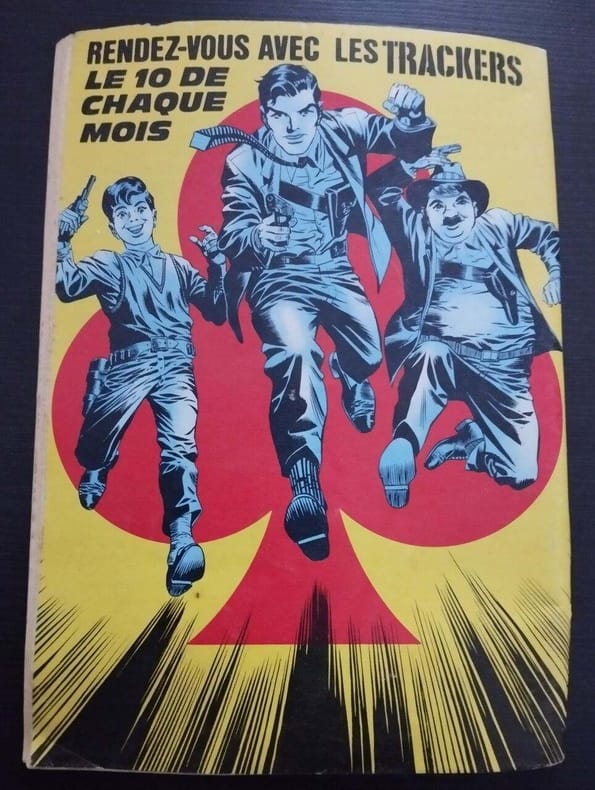 RENDEZ-VOUS AVEC LES TRACKERS
LE 10 DE
CHAQUE
MOIS